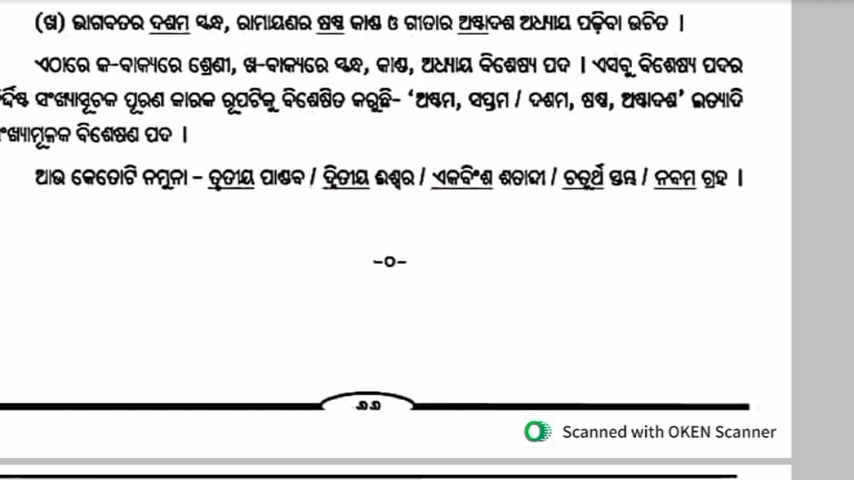 (ଖ) ଭାଗବତର ଦଶମ ସ୍କନ୍ଧ, ରାମାୟଣର ଷଷ୍ଠ କାଣ୍ଡ ଓ ଗୀତାର ଅଷ୍ଟାଦଶ ଅଧ୍ୟାୟ ପଢ଼ିବା ଉଚିତ ।
ଏଠାରେ କ-ବାକ୍ୟରେ ଶ୍ରେଣୀ, ଖ-ବାକ୍ୟରେ ସ୍କନ୍ଧ, କାଣ୍ଡ, ଅଧ୍ୟାୟ ବିଶେଷ୍ୟ ପଦ । ଏସବୁ ବିଶେଷ୍ୟ ପଦର
ର୍ଦ୍ଦିଷ୍ଟ ସଂଖ୍ୟାସୂଚକ ପୂରଣ କାରକ ରୂପଟିକୁ ବିଶେଷିତ କରୁଛି- ‘ଅଷ୍ଟମ, ସପ୍ତମ / ଦଶମ, ଷଷ୍ଠ, ଅଷ୍ଟାଦଶ’ ଇତ୍ୟାଦି
ଂଖ୍ୟାମୂଳକ ବିଶେଷଣ ପଦ ।
ଆଉ କେତୋଟି ନମୁନା – ତୃତୀୟ ପାଣ୍ଡବ / ଦ୍ୱିତୀୟ ଈଶ୍ୱର / ଏକବିଂଶ ଶତାବ୍ଦୀ / ଚତୁର୍ଥ ସ୍ତମ୍ଭ / ନବମ ଗ୍ରହ ।
-୦-
୬୬
Scanned with OKEN Scanner